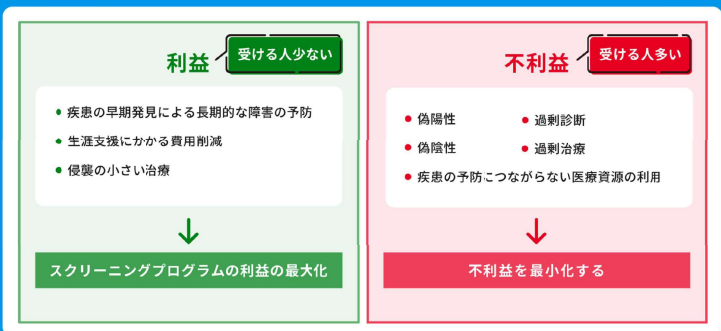 利益
受ける人少ない
疾患の早期発見による長期的な障害の予防
生涯支援にかかる費用削減
侵襲の小さい治療
スクリーニングプログラムの利益の最大化
不利益
受ける人多い
偽陽性
過剰診断
偽陰性
過剰治療
疾患の予防につながらない医療資源の利用
不利益を最小化する